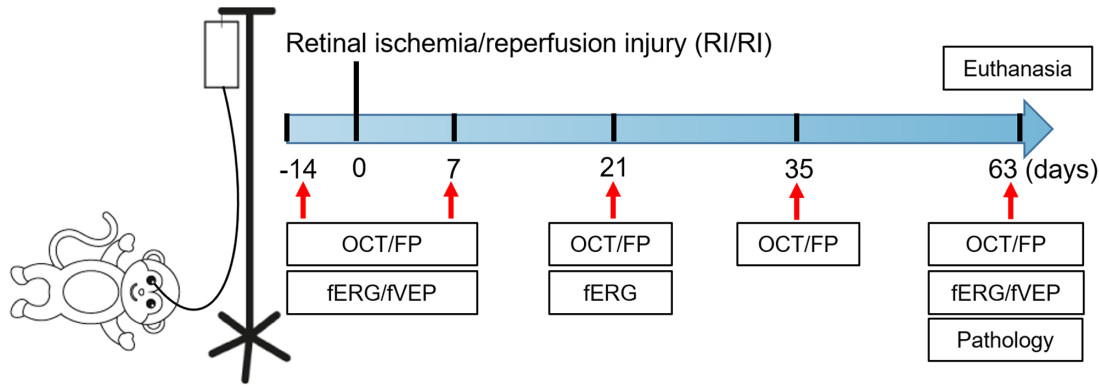 Retinal ischemia/reperfusion injury (RI/RI)
Euthanasia
-14 0 7 21 35 63 (days)
OCT/FP OCT/FP OCT/FP OCT/FP
fERG/fVEP fERG fERG/fVEP
Pathology